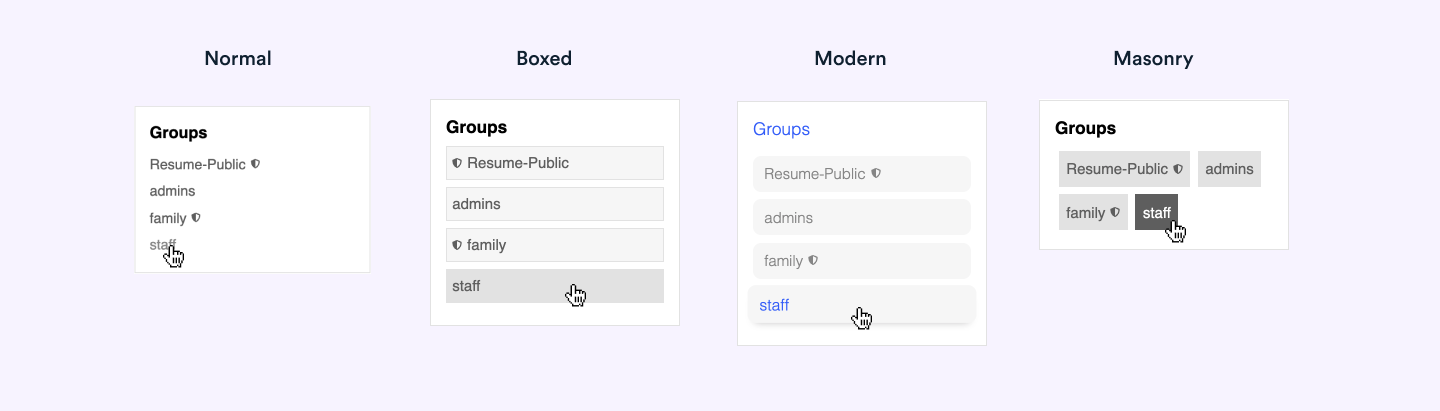 Normal
Groups
Resume-Public
admins
family
staff
Boxed
Groups
Resume-Public
admins
family
staff
Modern
Groups
Resume-Public
admins
family
staff
Masonry
Groups
Resume-Public admins
family staff